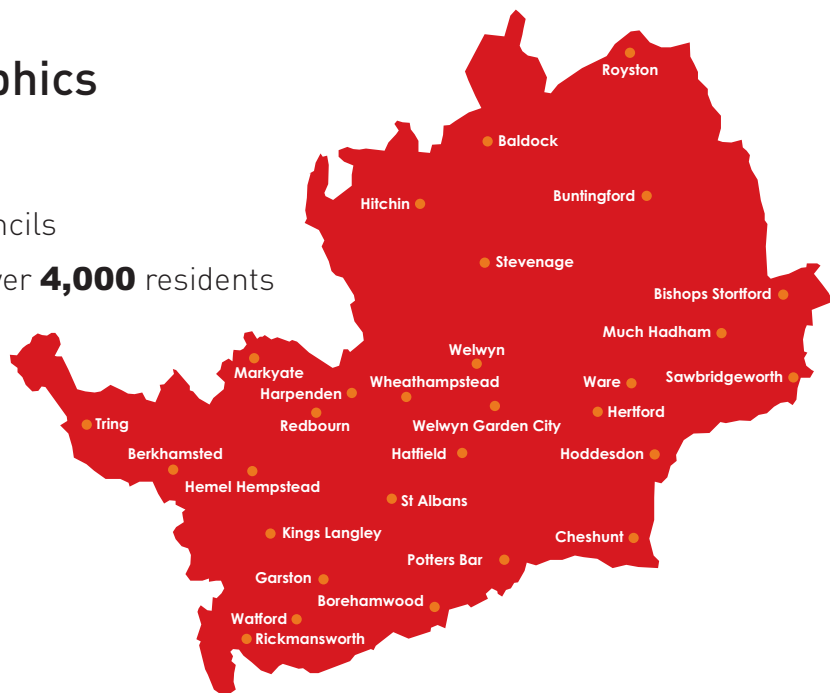 phics
ncils
ver 4,000 residents
Royston
Baldock
Buntingford
Hitchin
Stevenage
Bishops Stortford
Much Hadham
Welwyn
Markyate
Wheathampstead
Ware
Sawbridgeworth
Harpenden
Redbourn
Welwyn Garden City
Hertford
Tring
Berkhamsted
Hatfield
Hoddesdon
Hemel Hempstead
St Albans
Kings Langley
Cheshunt
Potters Bar
Garston
Borehamwood
Watford
Rickmansworth